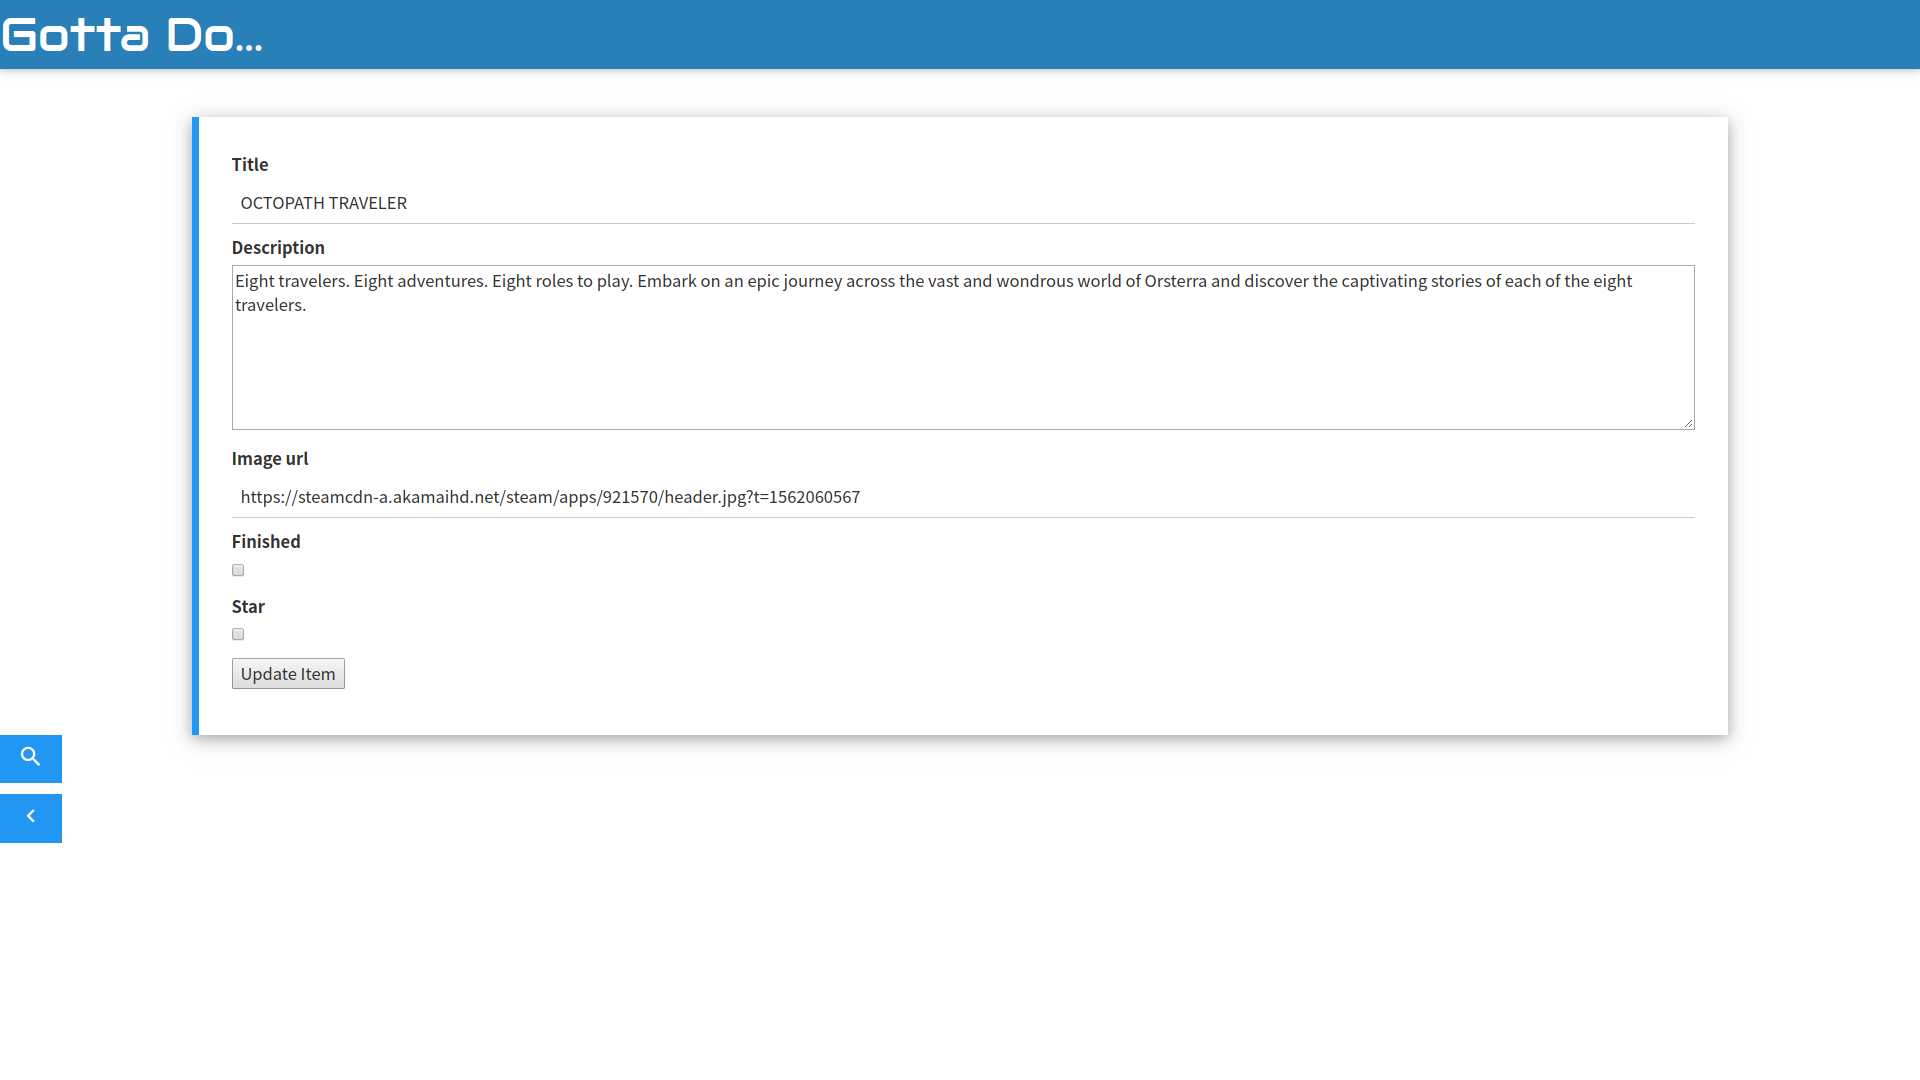 Gotta Do...
Title
OCTOPATH TRAVELER
Description
Eight travelers. Eight adventures. Eight roles to play. Embark on an epic journey across the vast and wondrous world of Orsterra and discover the captivating stories of each of the eight
travelers.
Image url
https://steamcdn-a.akamaihd.net/steam/apps/921570/header.jpg?t=1562060567
Finished
Star
Update Item